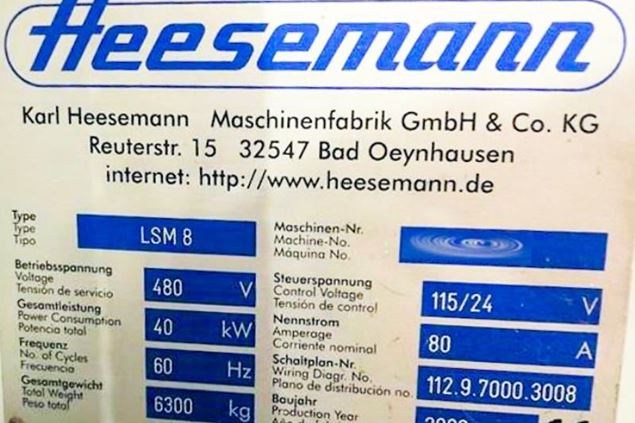 Heesemann
Karl Heesemann Maschinenfabrik GmbH & Co. KG
Reuterstr. 15 32547 Bad Oeynhausen
internet: http://www.heesemann.de
Type
Type
Tipo
LSM 8
Maschinen-Nr.
Machine-No.
Máquina No.
Betriebsspannung
Voltage
Tensión de servicio
480 V
Steuerspannung
Control Voltage
Tensión de control
115/24 V
Gesamtleistung
Power Consumption
Potencia total
40 kW
Nennstrom
Amperage
Corriente nominal
80 A
Frequenz
No. of Cycles
Frecuencia
60 Hz
Schaltplan-Nr.
Wiring Diagr. No.
Plano de distribución no.
112.9.7000.3008
Gesamtgewicht
Total Weight
Peso total
6300 kg
Baujahr
Production Year